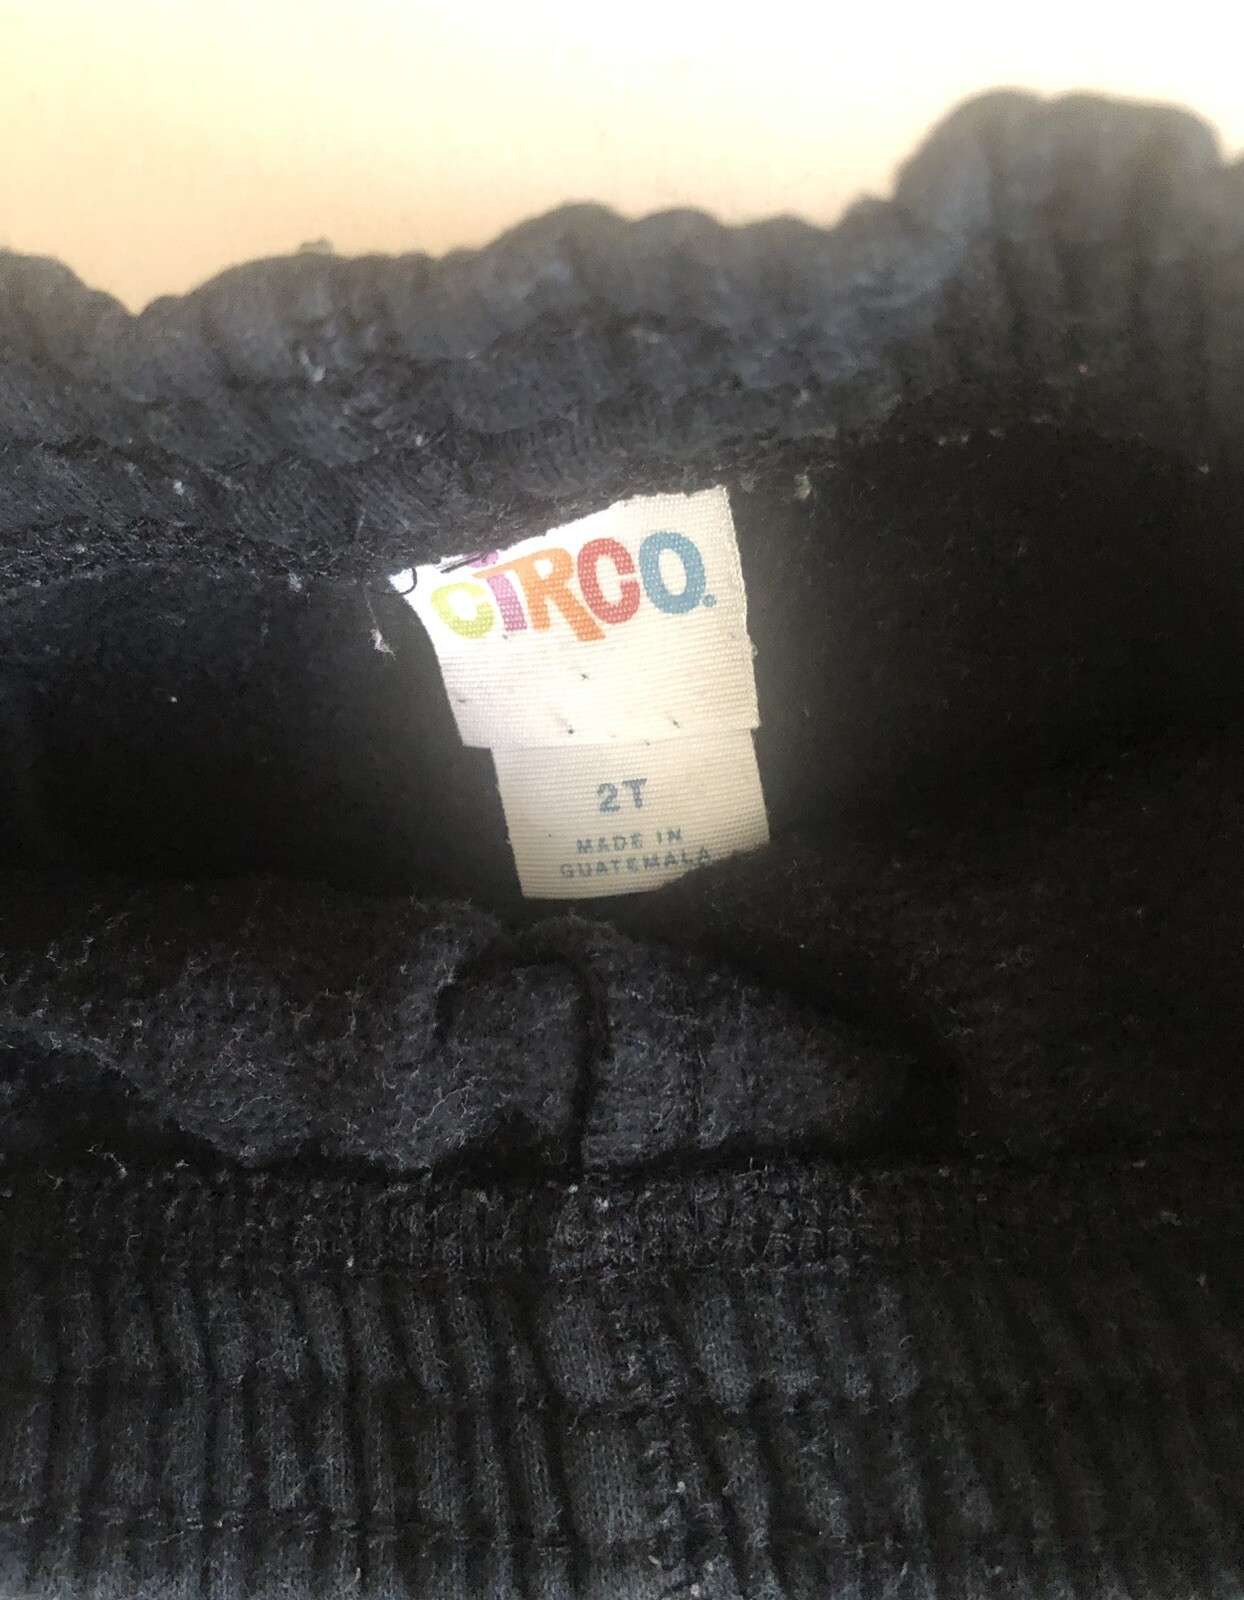 CiRCO.
2T
MADE IN
GUATEMALA